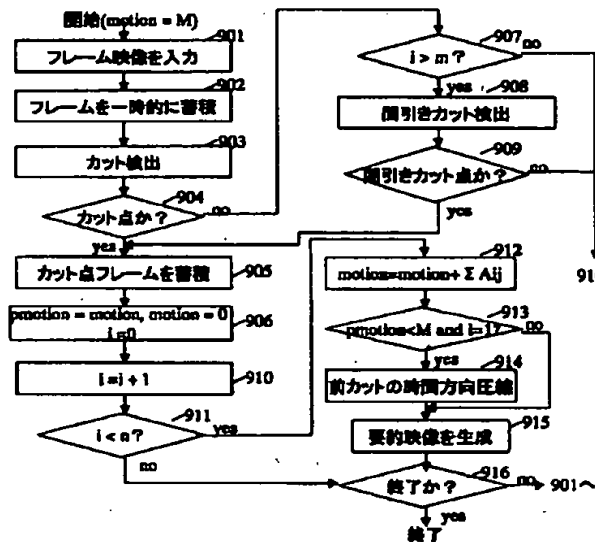 開始(motion = M)
901
フレーム映像を入力
902
フレームを一時的に蓄積
903
カット検出
904
カット点か?
no
yes
カット点フレームを蓄積
905
pmotion = motion, motion = 0
i=0
906
i = i + 1
910
911
i < n ?
yes
no
907
i > m ?
no
yes
908
間引きカット検出
909
間引きカット点か?
no
yes
912
motion=motion+ Σ Aij
913
pmotion<M and i=1?
no
yes
914
前カットの時間方向圧縮
915
要約映像を生成
916
終了か?
no
901へ
yes
終了